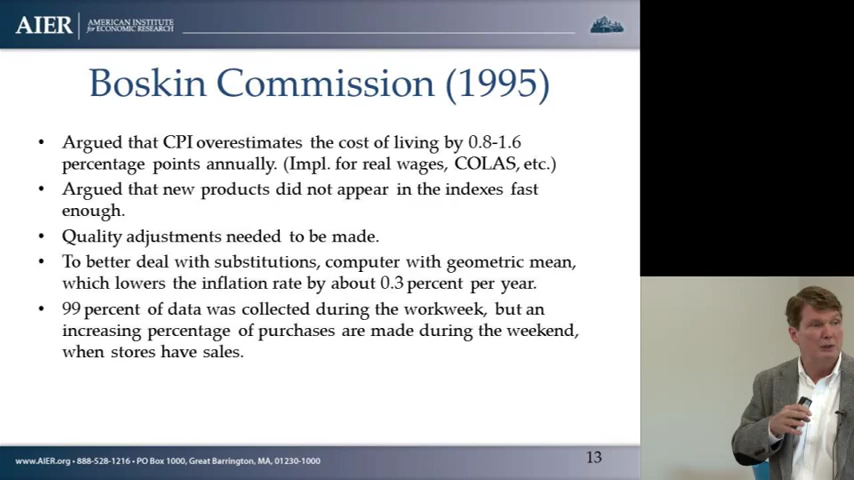 AIER
AMERICAN INSTITUTE
for ECONOMIC RESEARCH
Boskin Commission (1995)
• Argued that CPI overestimates the cost of living by 0.8-1.6
percentage points annually. (Impl. for real wages, COLAS, etc.)
• Argued that new products did not appear in the indexes fast
enough.
• Quality adjustments needed to be made.
• To better deal with substitutions, computer with geometric mean,
which lowers the inflation rate by about 0.3 percent per year.
• 99 percent of data was collected during the workweek, but an
increasing percentage of purchases are made during the weekend,
when stores have sales.
www.AIER.org • 888-528-1216 • PO Box 1000, Great Barrington, MA, 01230-1000
13